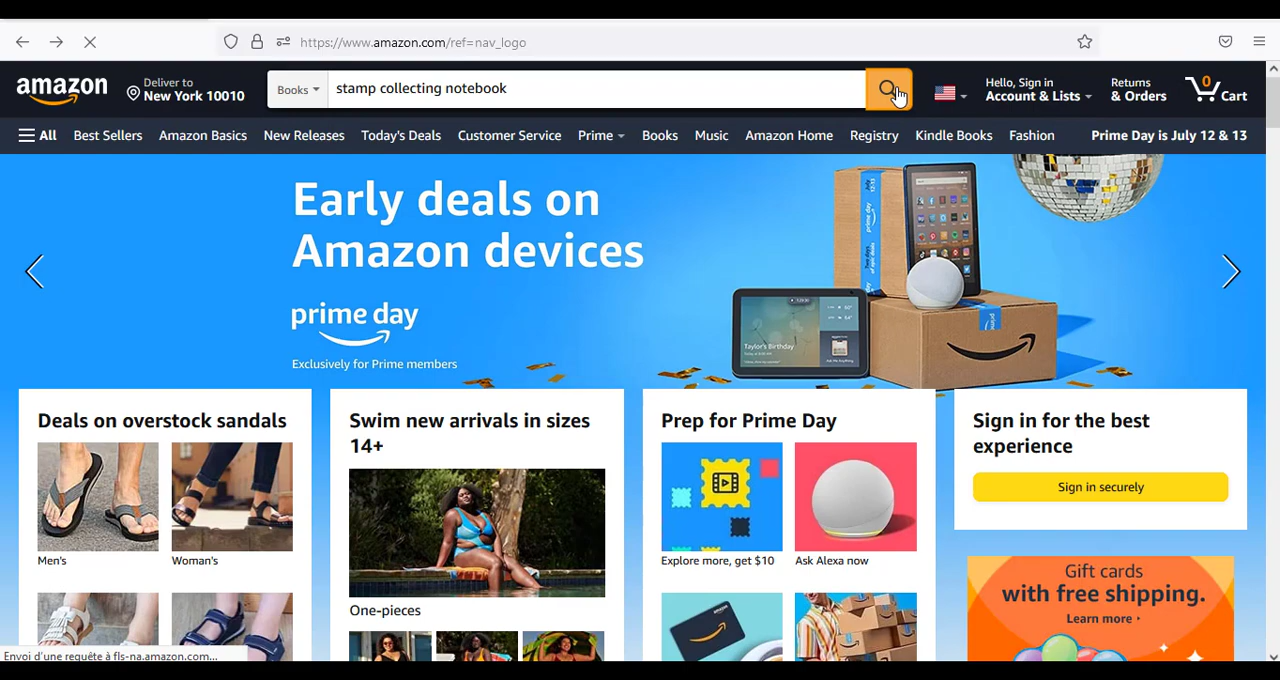 https://www.amazon.com/ref=nav_logo
amazon
Deliver to
New York 10010
Books
stamp collecting notebook
Hello, Sign in
Account & Lists
Returns
& Orders
0
Cart
All
Best Sellers
Amazon Basics
New Releases
Today's Deals
Customer Service
Prime
Books
Music
Amazon Home
Registry
Kindle Books
Fashion
Prime Day is July 12 & 13
Early deals on
Amazon devices
prime day
Exclusively for Prime members
Taylor's Birthday
Deals on overstock sandals
Men's
Woman's
Swim new arrivals in sizes
14+
One-pieces
Prep for Prime Day
Explore more, get $10
Ask Alexa now
Sign in for the best
experience
Sign in securely
Gift cards
with free shipping.
Learn more
Envoi d'une requête à fls-na.amazon.com...